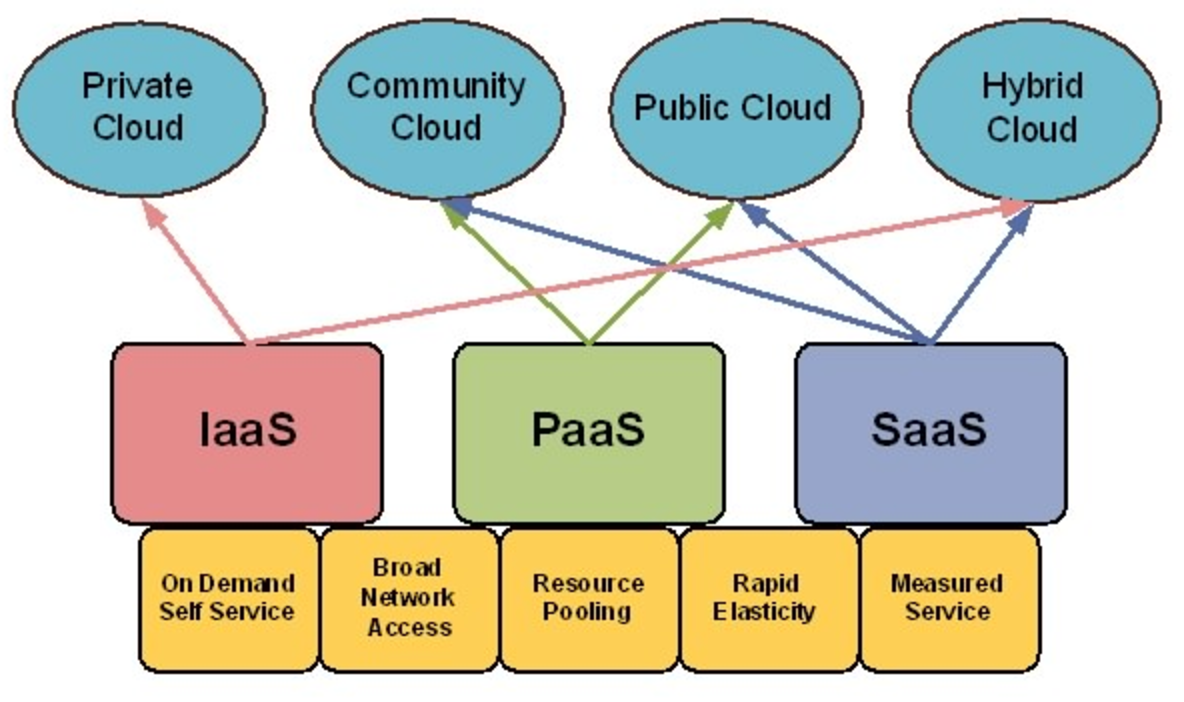 Private
Cloud
Community
Cloud
Public Cloud
Hybrid
Cloud
IaaS
PaaS
SaaS
On Demand
Self Service
Broad
Network
Access
Resource
Pooling
Rapid
Elasticity
Measured
Service